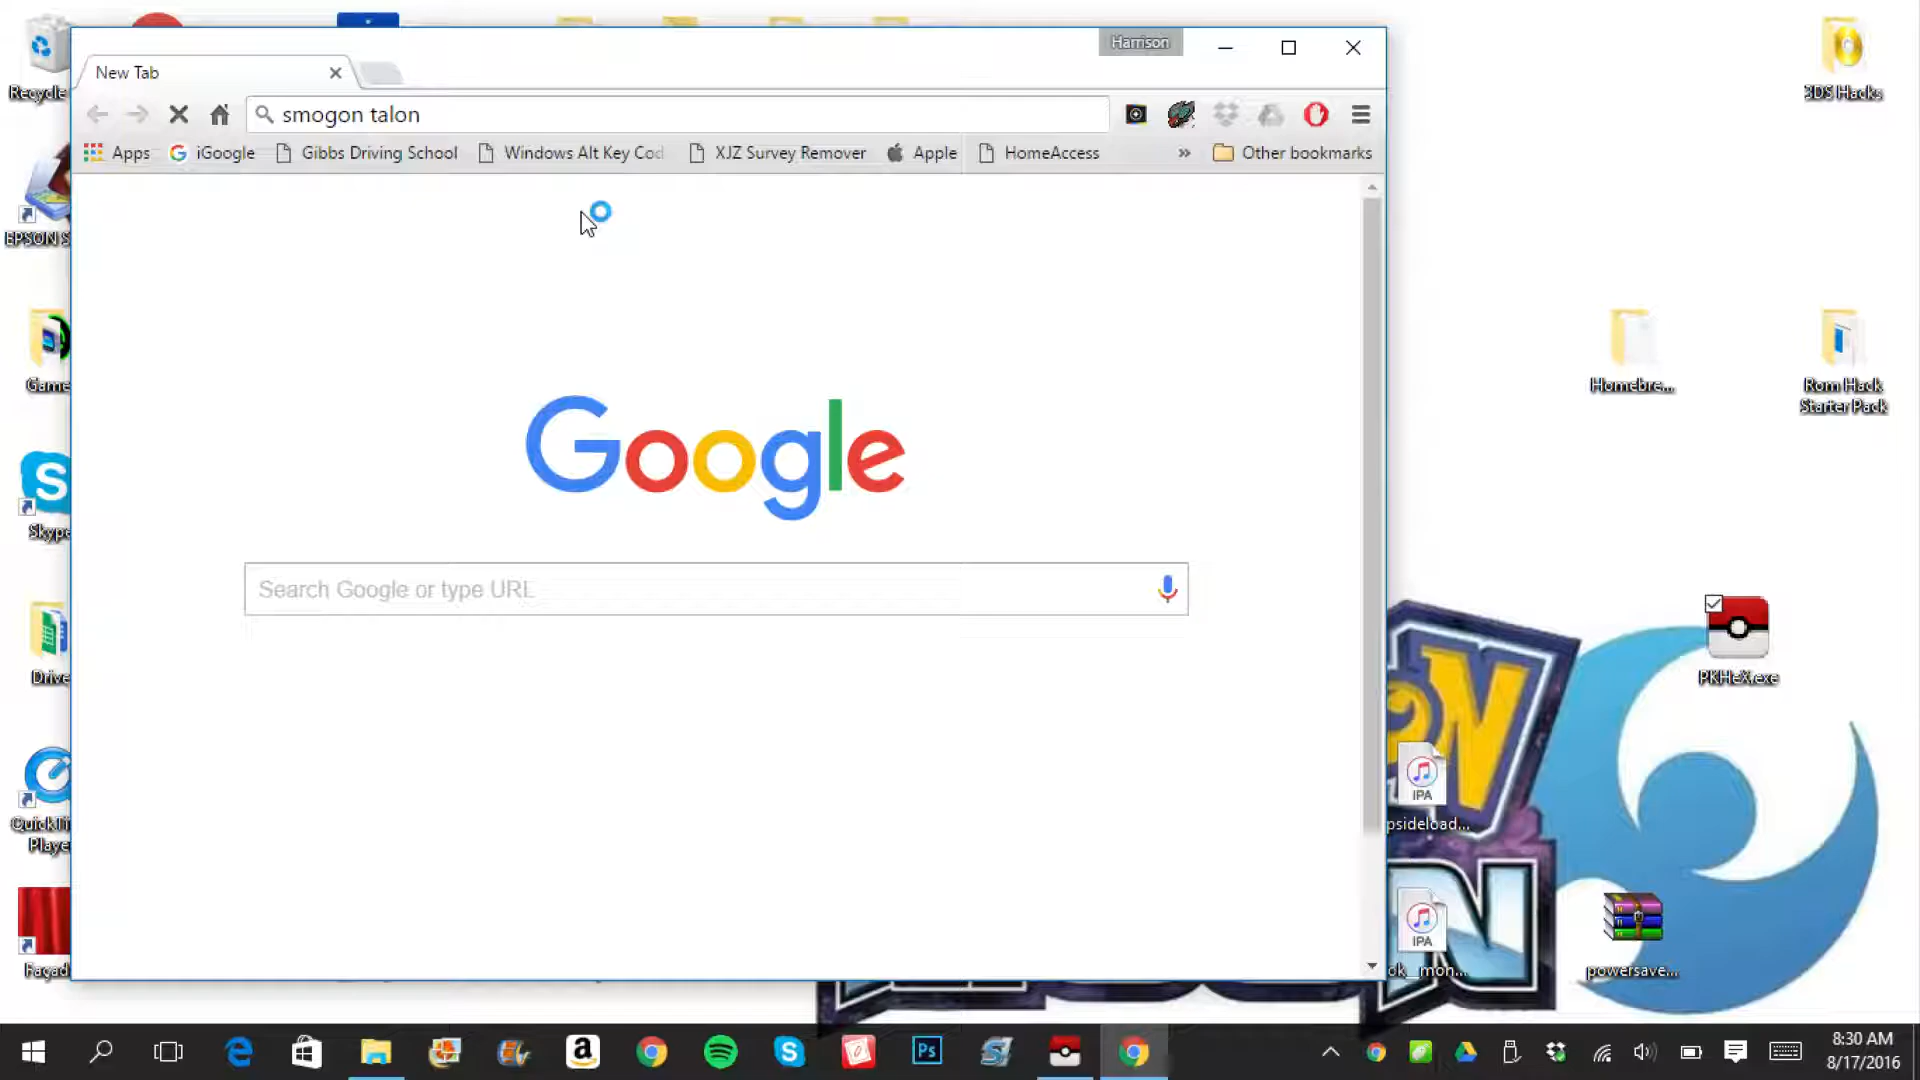 Harrison
New Tab
smogon talon
Apps
iGoogle
Gibbs Driving School
Windows Alt Key Cod
XJZ Survey Remover
Apple
HomeAccess
»
Other bookmarks
Google
Search Google or type URL
Recycle
EPSON S
Game
Skype
Drive
QuickTi
Playe
Façad
3DS Hacks
Homebre...
Rom Hack
Starter Pack
PKHeX.exe
IPA
psideload...
IPA
ok_mon...
powersave...
8:30 AM
8/17/2016